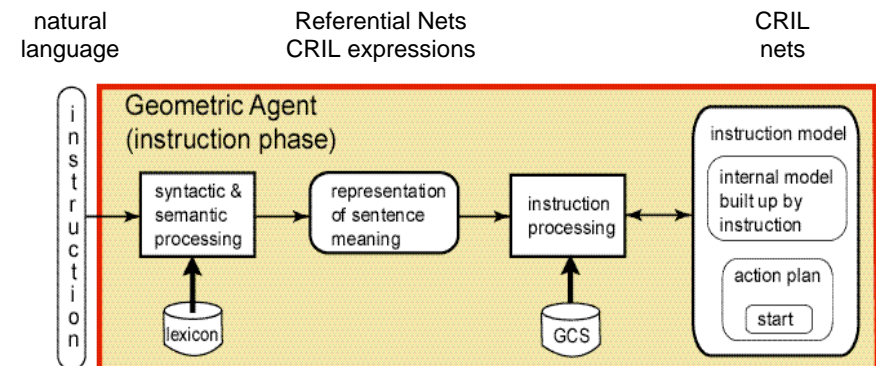 natural
language
Referential Nets
CRIL expressions
CRIL
nets
instruction
Geometric Agent
(instruction phase)
syntactic &
semantic
processing
lexicon
representation
of sentence
meaning
instruction
processing
GCS
instruction model
internal model
built up by
instruction
action plan
start